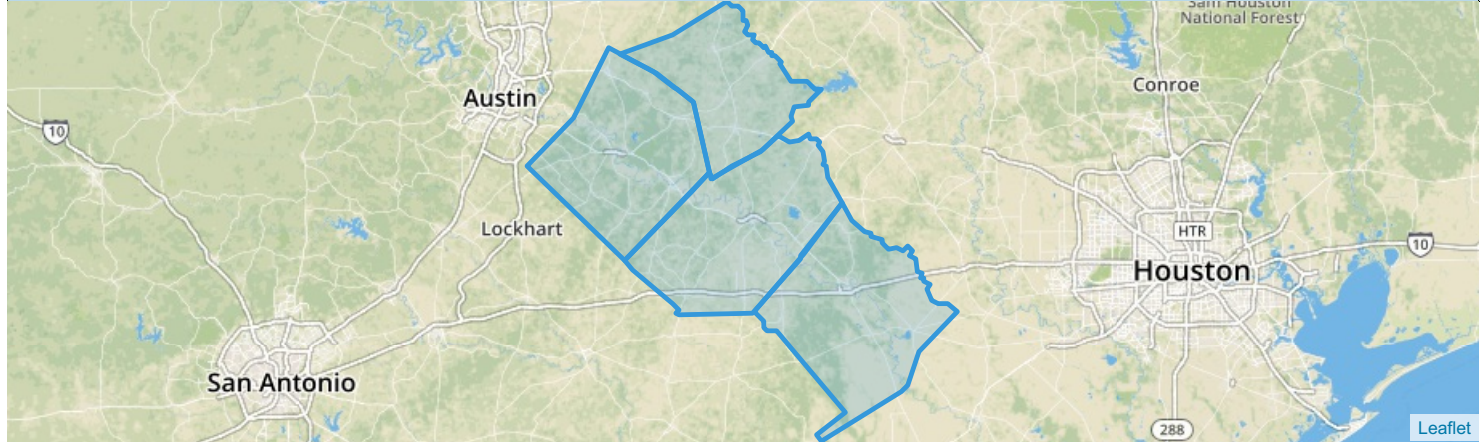 Sam Houston
National Forest
Conroe
Austin
10
Lockhart
HTR
10
Houston
San Antonio
288
Leaflet